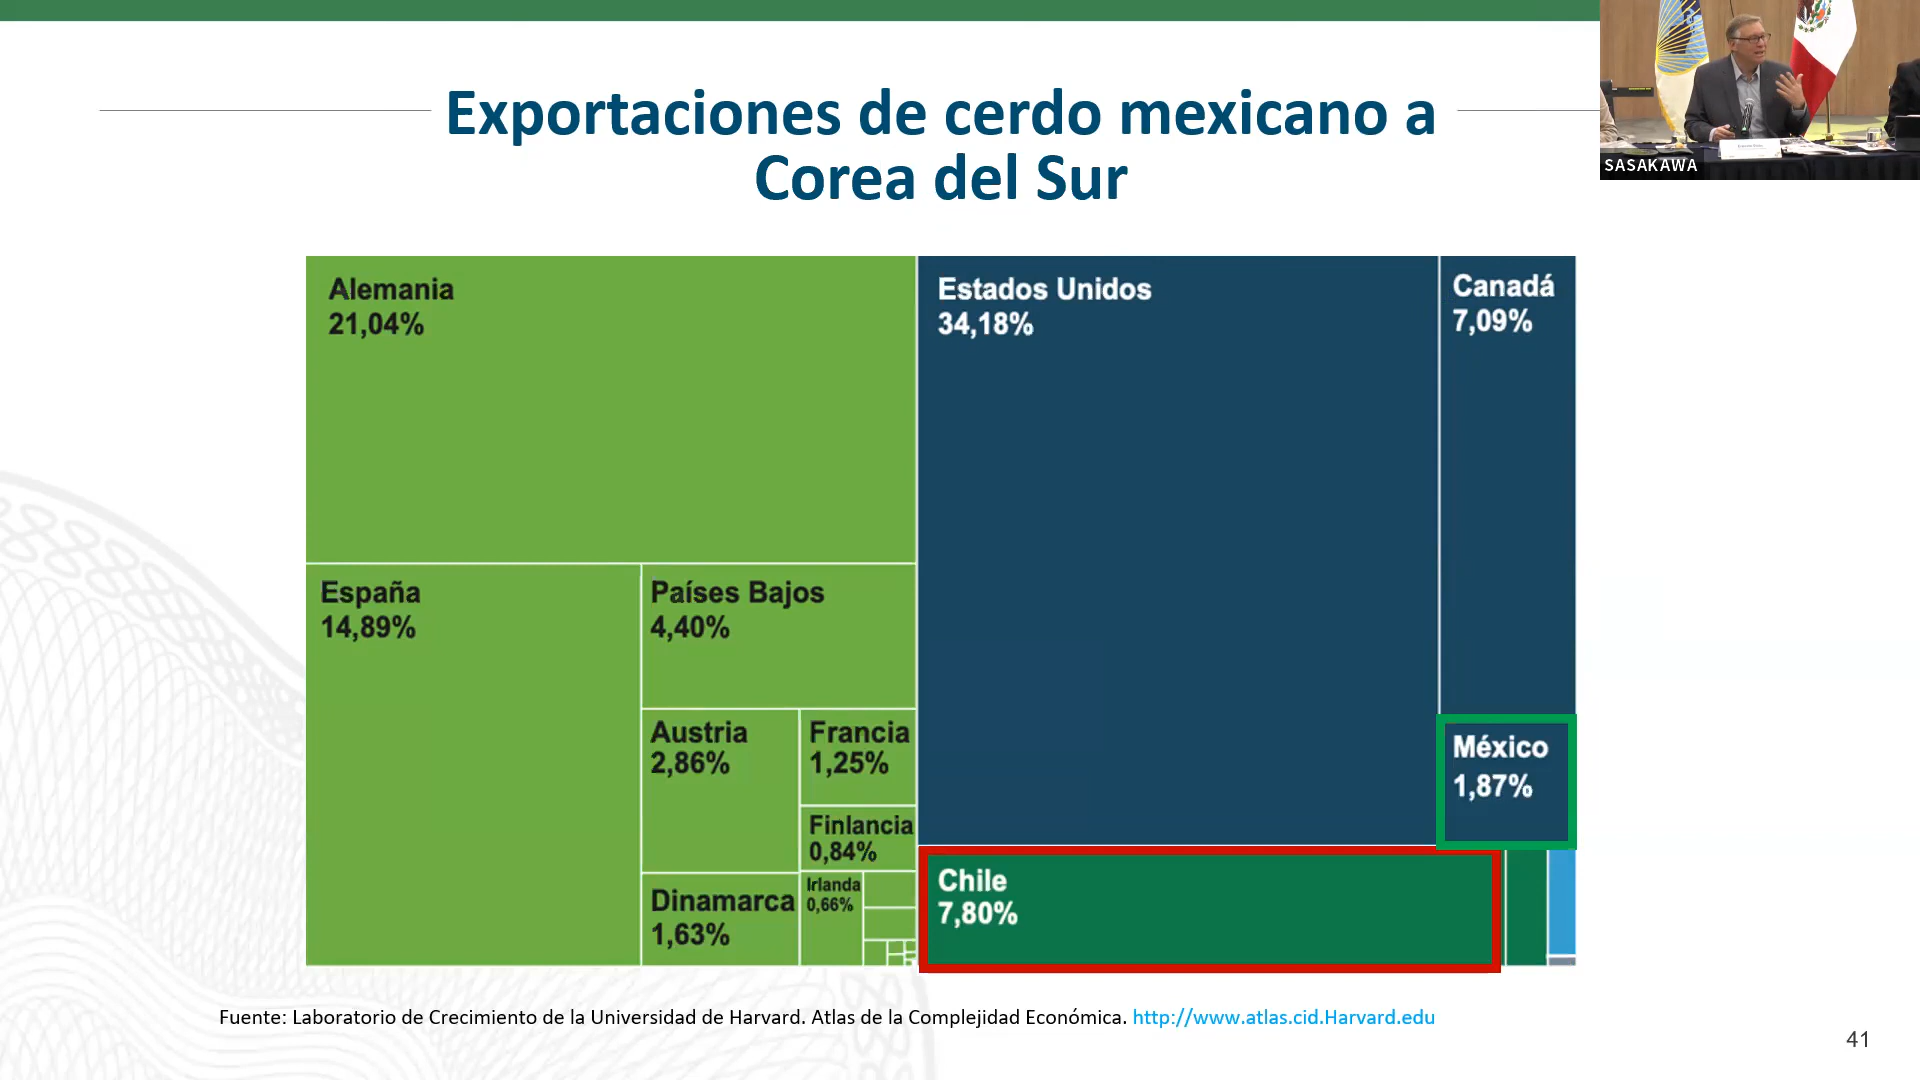 Exportaciones de cerdo mexicano a
Corea del Sur
SASAKAWA
Alemania
21,04%
España
14,89%
Países Bajos
4,40%
Austria
2,86%
Francia
1,25%
Finlancia
0,84%
Dinamarca
1,63%
Irlanda
0,66%
Estados Unidos
34,18%
Canadá
7,09%
México
1,87%
Chile
7,80%
Fuente: Laboratorio de Crecimiento de la Universidad de Harvard. Atlas de la Complejidad Económica. http://www.atlas.cid.Harvard.edu
41